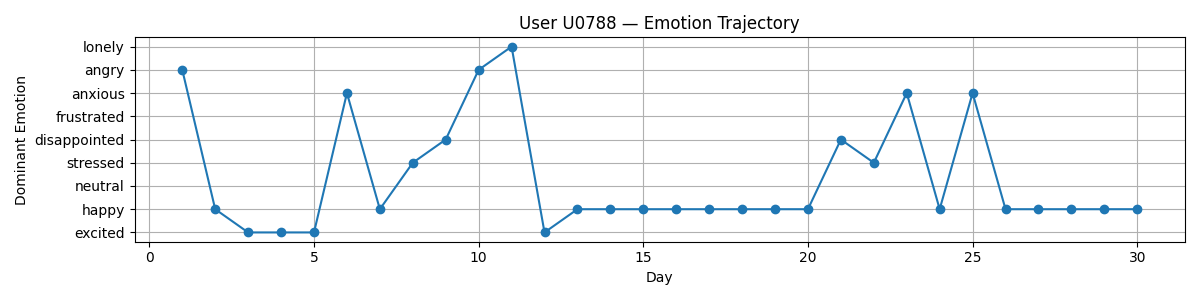 User U0788 — Emotion Trajectory
Dominant Emotion
lonely
angry
anxious
frustrated
disappointed
stressed
neutral
happy
excited
0 5 10 15 20 25 30
Day